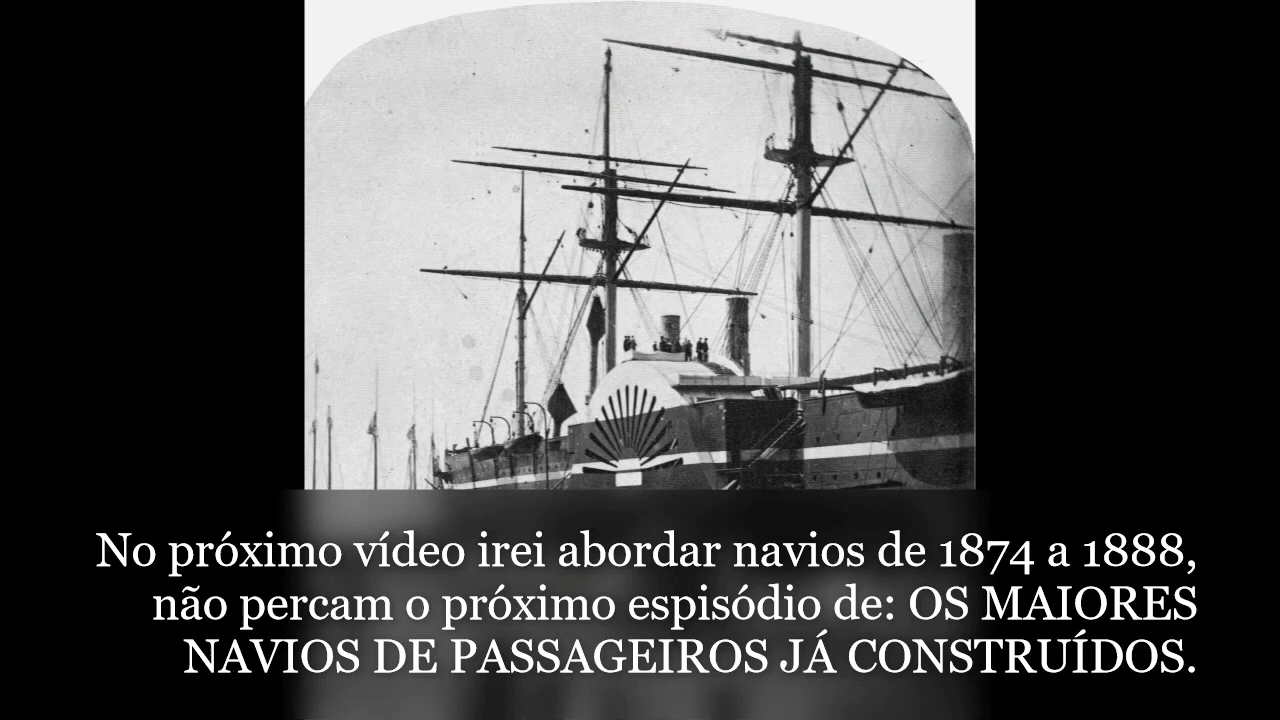 No próximo vídeo irei abordar navios de 1874 a 1888,
não percam o próximo espisódio de: OS MAIORES
NAVIOS DE PASSAGEIROS JÁ CONSTRUÍDOS.